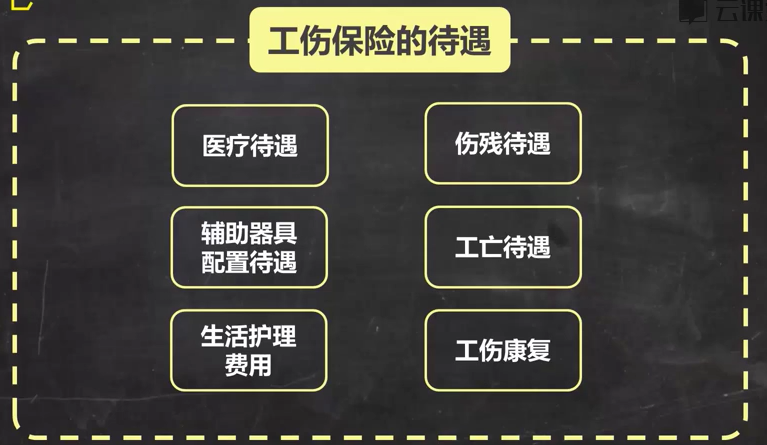 云课
工伤保险的待遇
医疗待遇
伤残待遇
辅助器具
配置待遇
工亡待遇
生活护理
费用
工伤康复